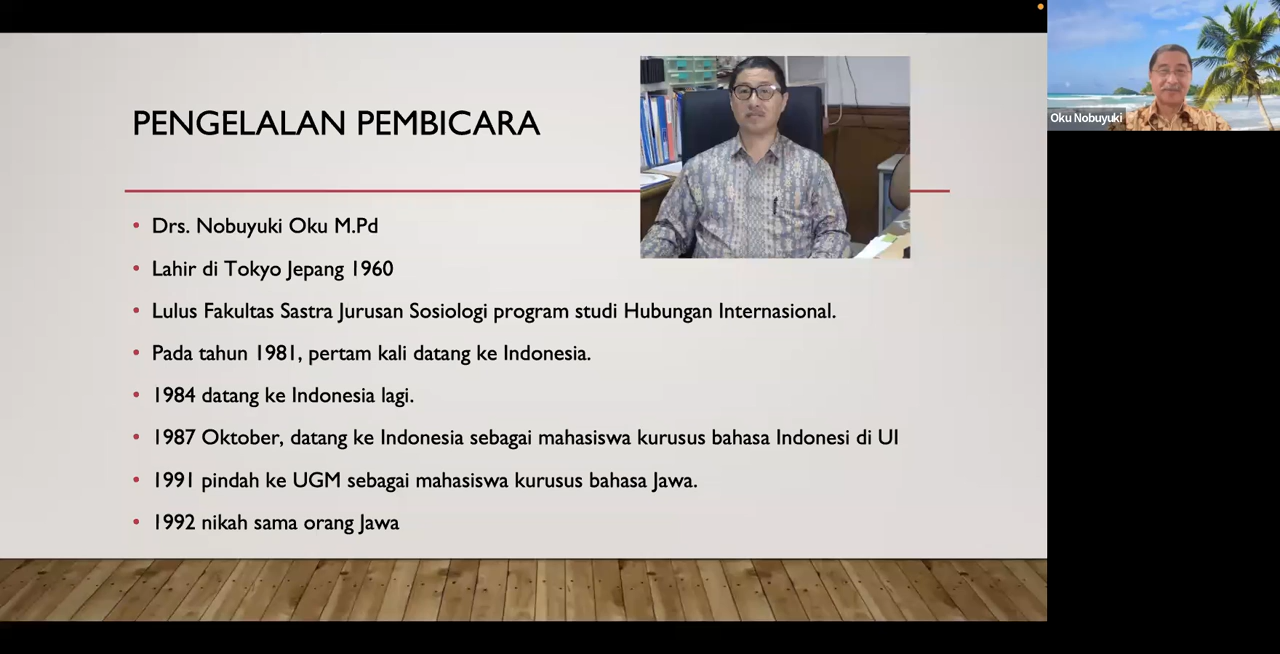 PENGELALAN PEMBICARA
• Drs. Nobuyuki Oku M.Pd
• Lahir di Tokyo Jepang 1960
• Lulus Fakultas Sastra Jurusan Sosiologi program studi Hubungan Internasional.
• Pada tahun 1981, pertam kali datang ke Indonesia.
• 1984 datang ke Indonesia lagi.
• 1987 Oktober, datang ke Indonesia sebagai mahasiswa kurusus bahasa Indonesi di UI
• 1991 pindah ke UGM sebagai mahasiswa kurusus bahasa Jawa.
• 1992 nikah sama orang Jawa
Oku Nobuyuki